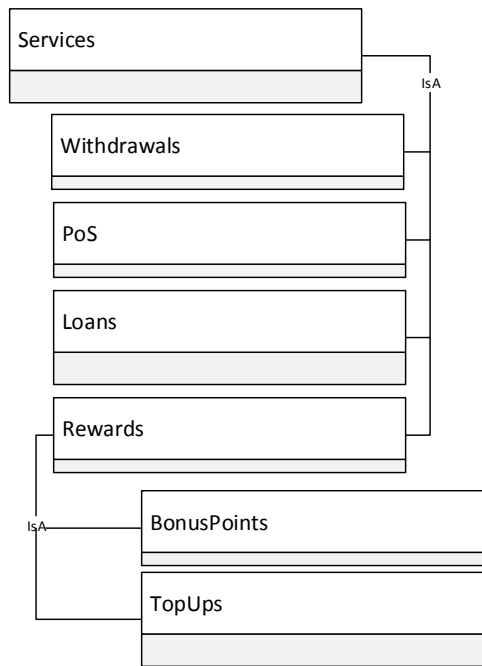 Services
IsA
Withdrawals
PoS
Loans
Rewards
BonusPoints
IsA
TopUps